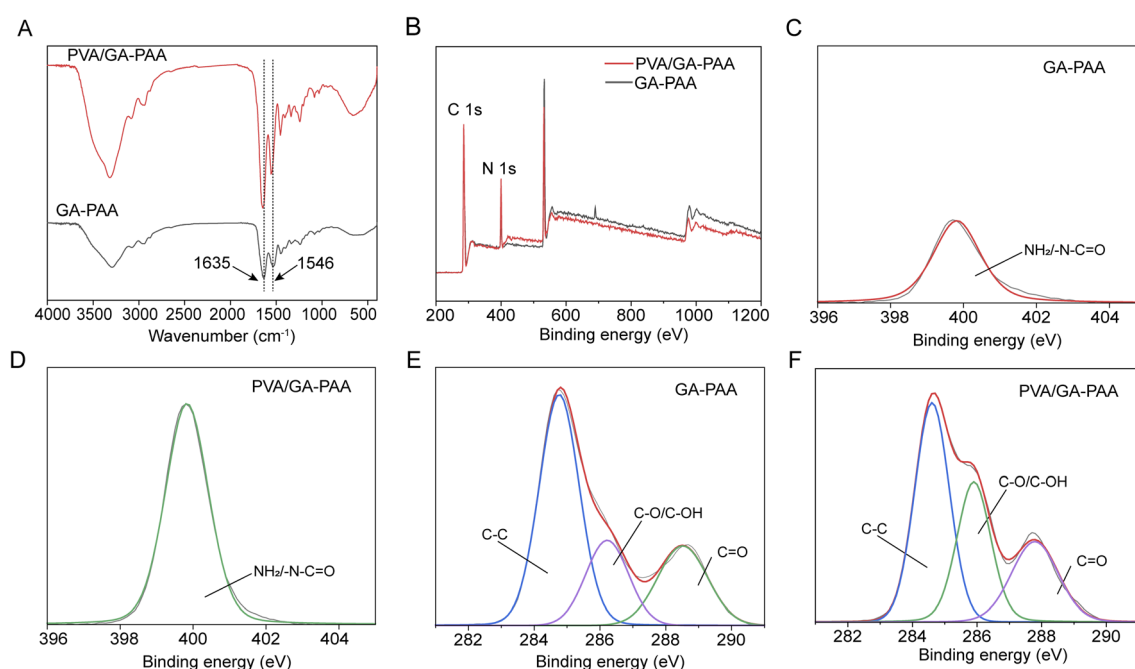 A
PVA/GA-PAA
GA-PAA
1635
1546
4000 3500 3000 2500 2000 1500 1000 500
Wavenumber (cm⁻¹)
B
PVA/GA-PAA
GA-PAA
C 1s
N 1s
200 400 600 800 1000 1200
Binding energy (eV)
C
GA-PAA
NH₂/-N-C=O
396 398 400 402 404
Binding energy (eV)
D
PVA/GA-PAA
NH₂/-N-C=O
396 398 400 402 404
Binding energy (eV)
E
GA-PAA
C-C
C-O/C-OH
C=O
282 284 286 288 290
Binding energy (eV)
F
PVA/GA-PAA
C-C
C-O/C-OH
C=O
282 284 286 288 290
Binding energy (eV)